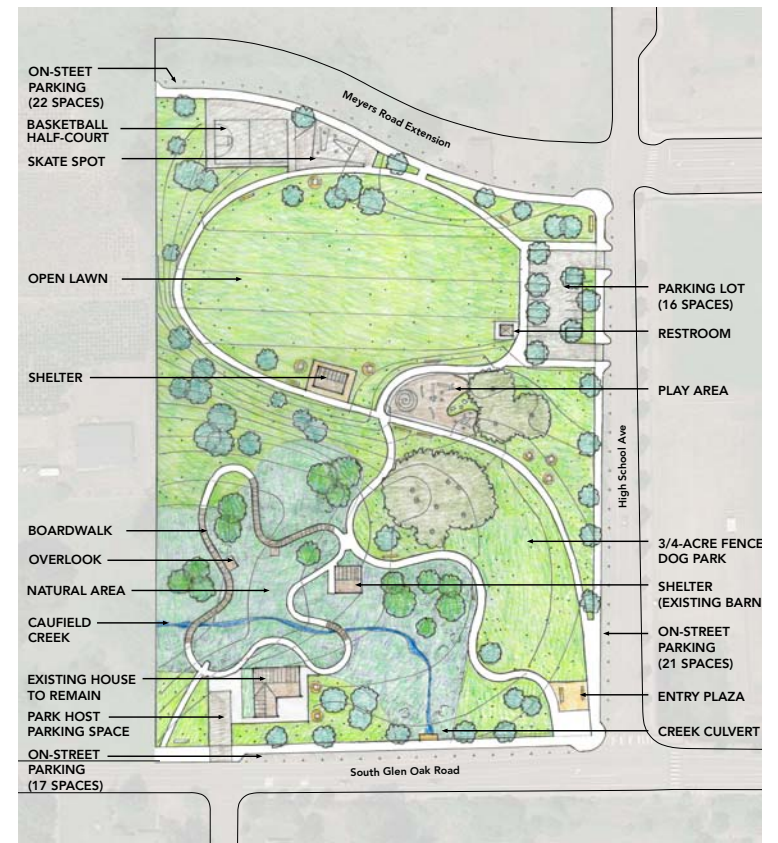 ON-STEET
PARKING
(22 SPACES)
BASKETBALL
HALF-COURT
SKATE SPOT
OPEN LAWN
SHELTER
BOARDWALK
OVERLOOK
NATURAL AREA
CAUFIELD
CREEK
EXISTING HOUSE
TO REMAIN
PARK HOST
PARKING SPACE
ON-STREET
PARKING
(17 SPACES)
Meyers Road Extension
PARKING LOT
(16 SPACES)
RESTROOM
PLAY AREA
High School Ave
3/4-ACRE FENCE
DOG PARK
SHELTER
(EXISTING BARN
ON-STREET
PARKING
(21 SPACES)
ENTRY PLAZA
CREEK CULVERT
South Glen Oak Road